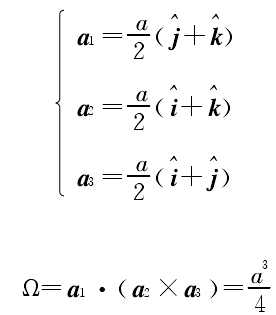 a1 = a/2 (ĵ + k̂)
a2 = a/2 (î + k̂)
a3 = a/2 (î + ĵ)
Ω = a1 · (a2 × a3) = a³/4